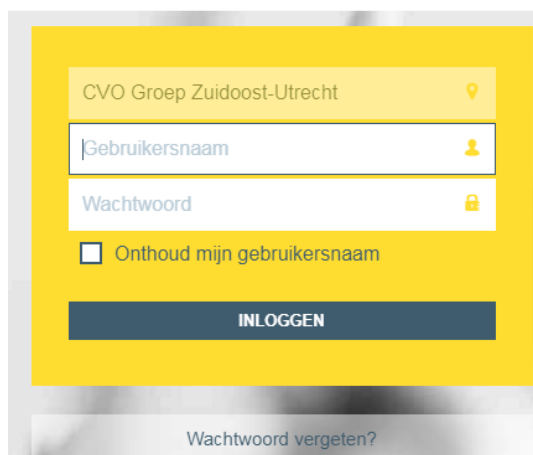 CVO Groep Zuidoost-Utrecht
Gebruikersnaam
Wachtwoord
Onthoud mijn gebruikersnaam
INLOGGEN
Wachtwoord vergeten?